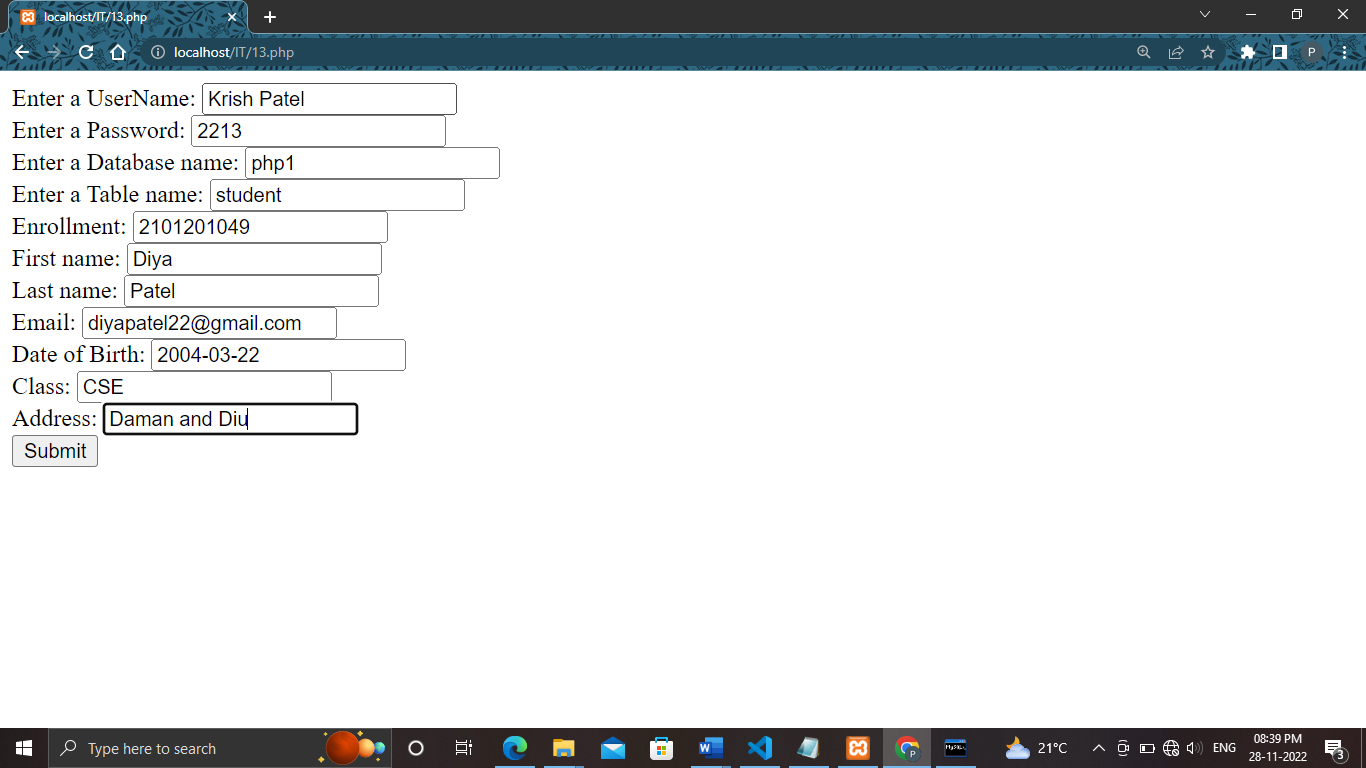 localhost/IT/13.php
localhost/IT/13.php
P
Enter a UserName: Krish Patel
Enter a Password: 2213
Enter a Database name: php1
Enter a Table name: student
Enrollment: 2101201049
First name: Diya
Last name: Patel
Email: diyapatel22@gmail.com
Date of Birth: 2004-03-22
Class: CSE
Address: Daman and Diu
Submit
Type here to search
21°C
ENG
08:39 PM
28-11-2022
3